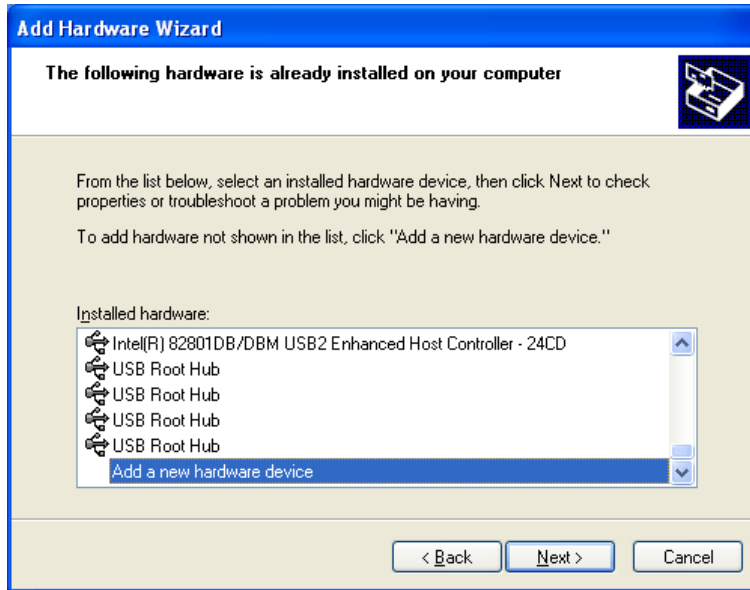 Add Hardware Wizard
The following hardware is already installed on your computer
From the list below, select an installed hardware device, then click Next to check
properties or troubleshoot a problem you might be having.
To add hardware not shown in the list, click "Add a new hardware device."
Installed hardware:
Intel(R) 82801DB/DBM USB2 Enhanced Host Controller - 24CD
USB Root Hub
USB Root Hub
USB Root Hub
USB Root Hub
Add a new hardware device
< Back Next > Cancel